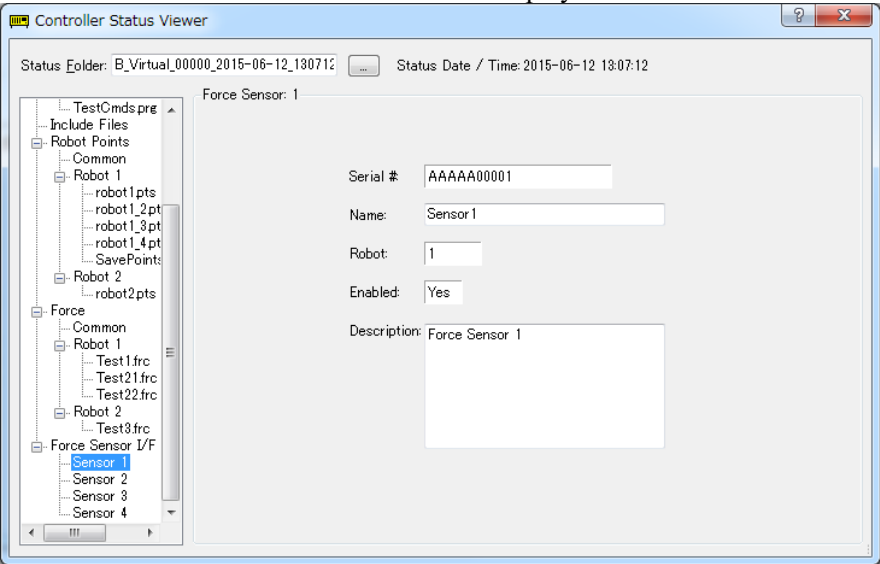 Controller Status Viewer
Status Folder: B_Virtual_00000_2015-06-12_130712 ... Status Date / Time: 2015-06-12 13:07:12
TestCmds.prg
Include Files
Robot Points
Common
Robot 1
robot1.pts
robot1_2.pt
robot1_3.pt
robot1_4.pt
SavePoints
Robot 2
robot2.pts
Force
Common
Robot 1
Test1.frc
Test21.frc
Test22.frc
Robot 2
Test3.frc
Force Sensor I/F
Sensor 1
Sensor 2
Sensor 3
Sensor 4
Force Sensor: 1
Serial # AAAAA00001
Name: Sensor1
Robot: 1
Enabled: Yes
Description: Force Sensor 1